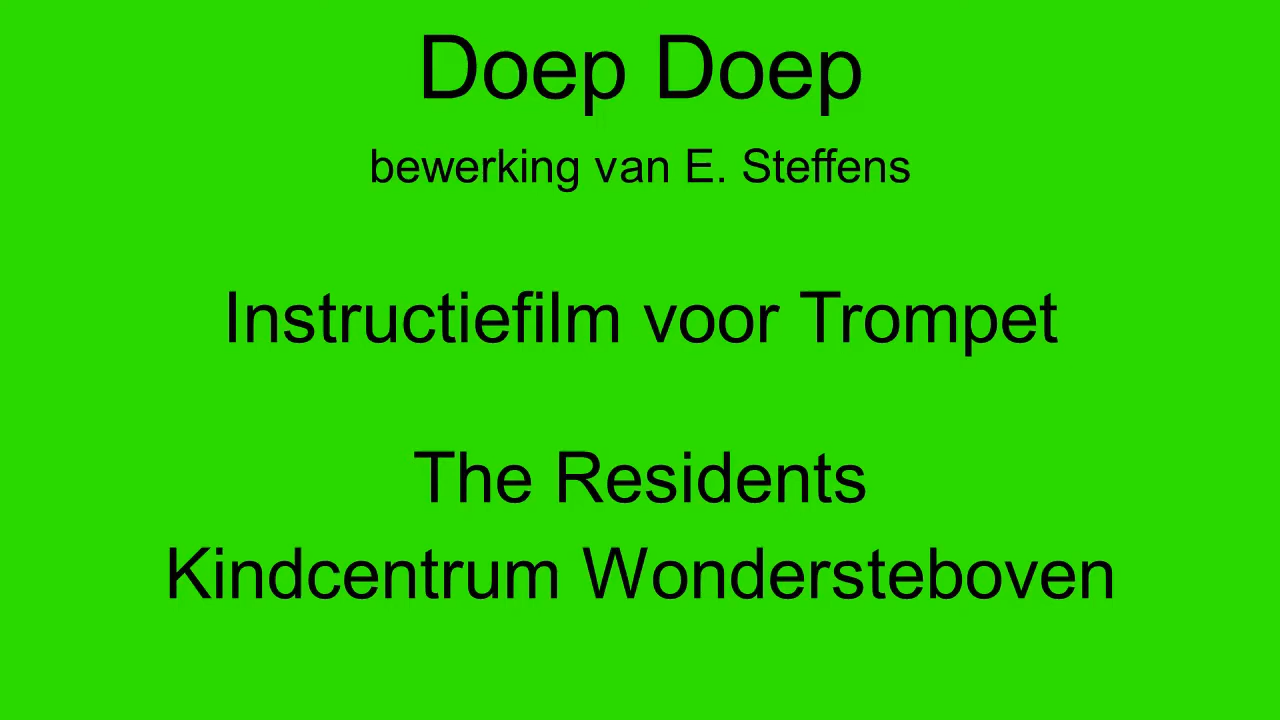 Doep Doep
bewerking van E. Steffens
Instructiefilm voor Trompet
The Residents
Kindcentrum Wondersteboven